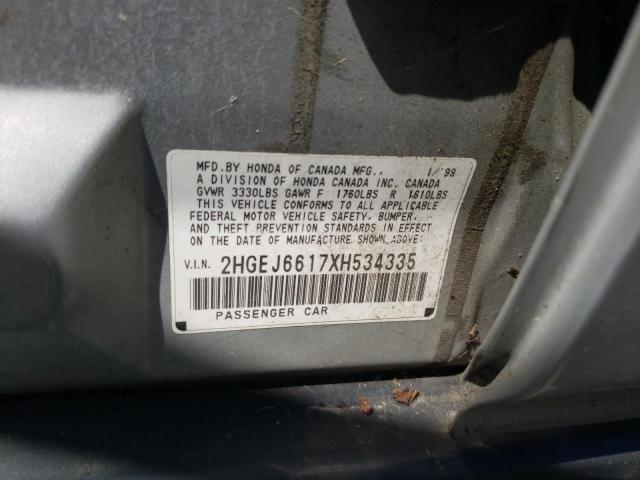 MFD. BY HONDA OF CANADA MFG., 1/'99
A DIVISION OF HONDA CANADA INC. CANADA
GVWR 3330LBS GAWR F 1760LBS R 1610LBS
THIS VEHICLE CONFORMS TO ALL APPLICABLE
FEDERAL MOTOR VEHICLE SAFETY, BUMPER,
AND THEFT PREVENTION STANDARDS IN EFFECT
ON THE DATE OF MANUFACTURE SHOWN ABOVE.
V.I.N. 2HGEJ6617XH534335
PASSENGER CAR